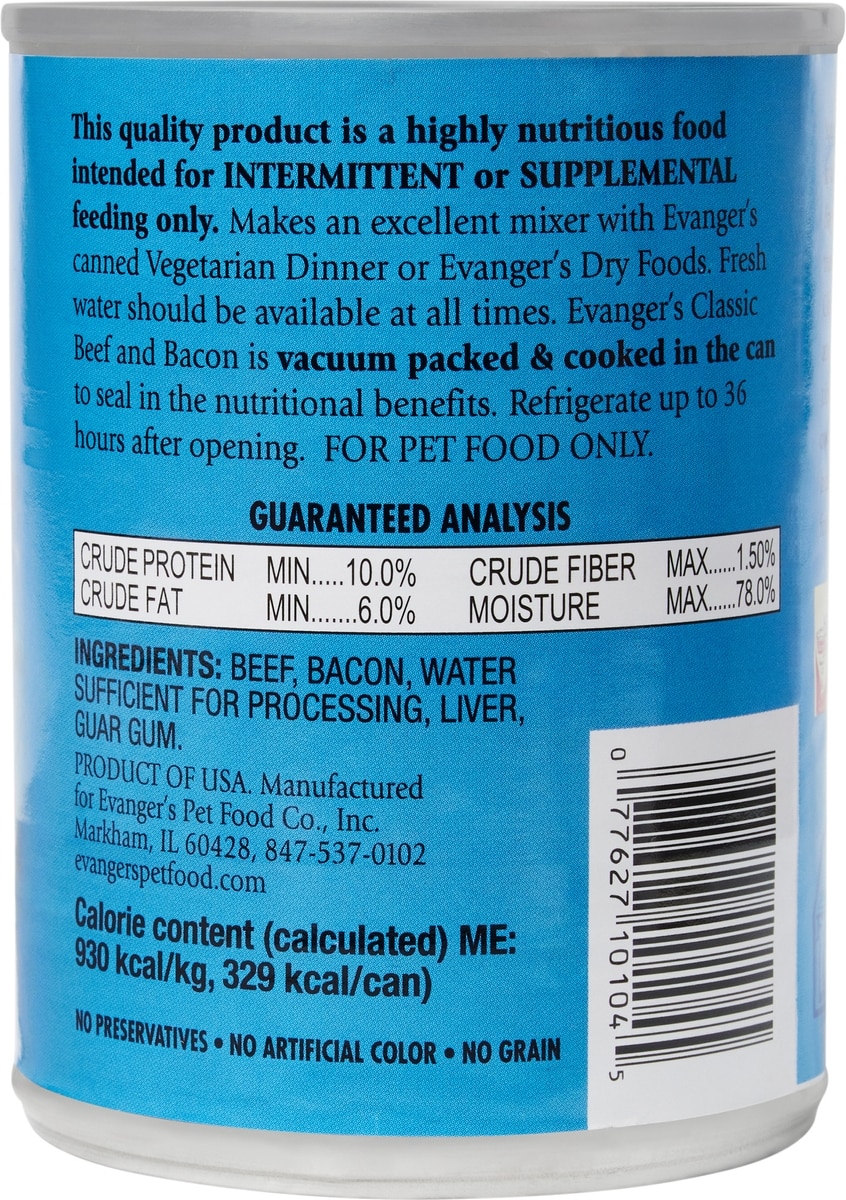 This quality product is a highly nutritious food
intended for INTERMITTENT or SUPPLEMENTAL
feeding only. Makes an excellent mixer with Evanger's
canned Vegetarian Dinner or Evanger's Dry Foods. Fresh
water should be available at all times. Evanger's Classic
Beef and Bacon is vacuum packed & cooked in the can
to seal in the nutritional benefits. Refrigerate up to 36
hours after opening. FOR PET FOOD ONLY.
GUARANTEED ANALYSIS
CRUDE PROTEIN MIN.....10.0% CRUDE FIBER MAX.....1.50%
CRUDE FAT MIN.......6.0% MOISTURE MAX......78.0%
INGREDIENTS: BEEF, BACON, WATER
SUFFICIENT FOR PROCESSING, LIVER,
GUAR GUM.
PRODUCT OF USA. Manufactured
for Evanger's Pet Food Co., Inc.
Markham, IL 60428, 847-537-0102
evangerspetfood.com
Calorie content (calculated) ME:
930 kcal/kg, 329 kcal/can)
NO PRESERVATIVES • NO ARTIFICIAL COLOR • NO GRAIN
0 77627 10104 5